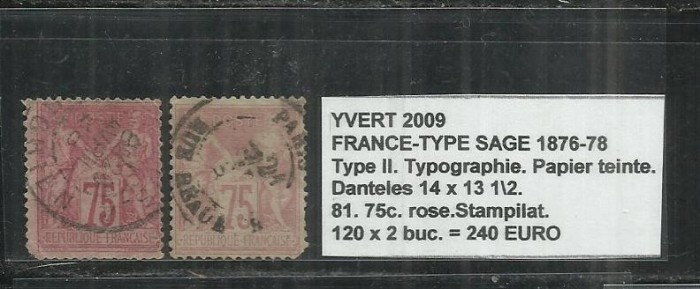 RÉPUBLIQUE FRANÇAISE
75
PARIS
75
YVERT 2009
FRANCE-TYPE SAGE 1876-78
Type II. Typographie. Papier teinte.
Danteles 14 x 13 1\2.
81. 75c. rose.Stampilat.
120 x 2 buc. = 240 EURO